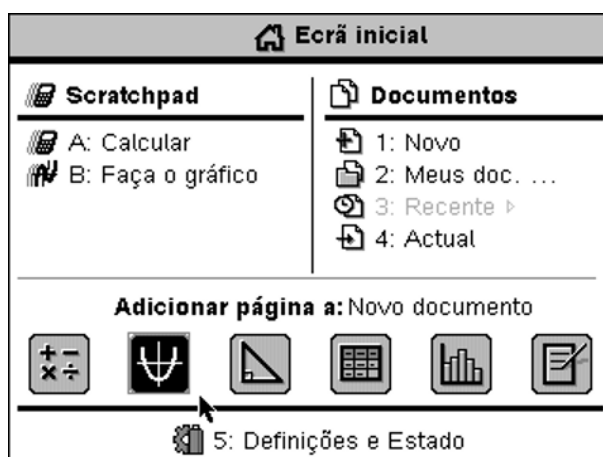 Ecrã inicial
Scratchpad
A: Calcular
B: Faça o gráfico
Documentos
1: Novo
2: Meus doc. ...
3: Recente ▹
4: Actual
Adicionar página a: Novo documento
5: Definições e Estado